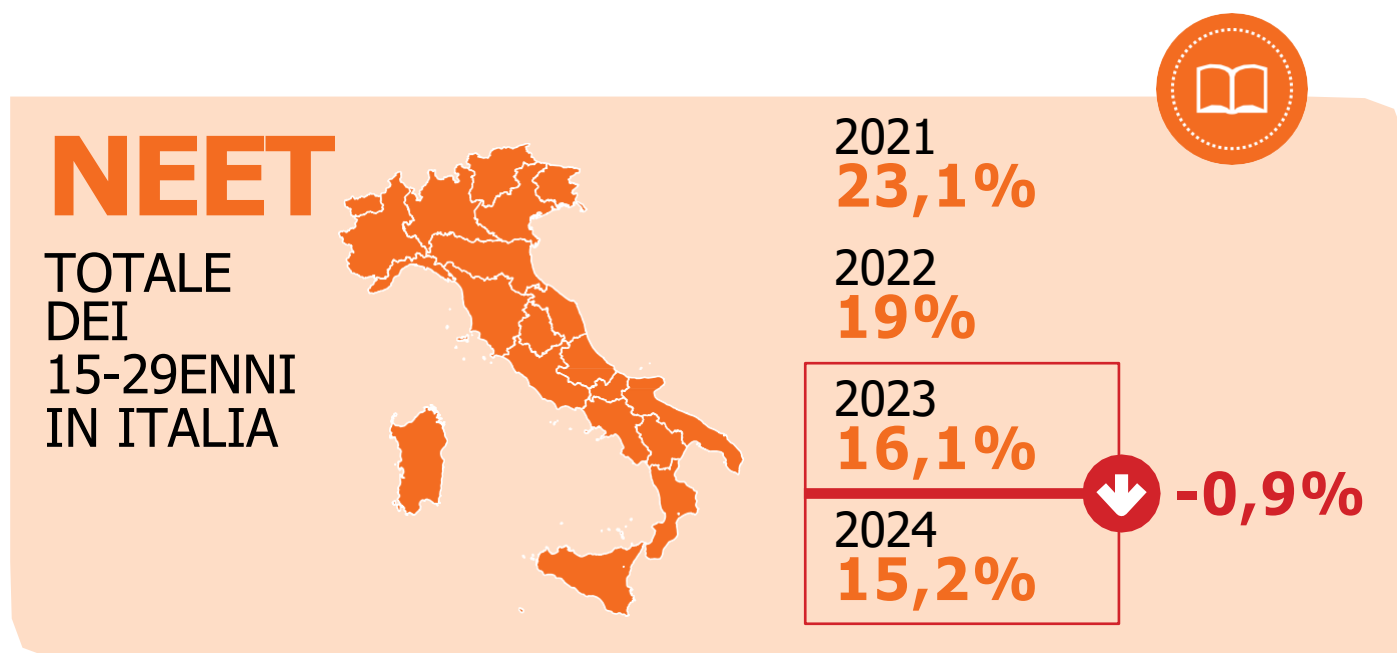 NEET
TOTALE
DEI
15-29ENNI
IN ITALIA
2021
23,1%
2022
19%
2023
16,1%
2024
15,2%
-0,9%